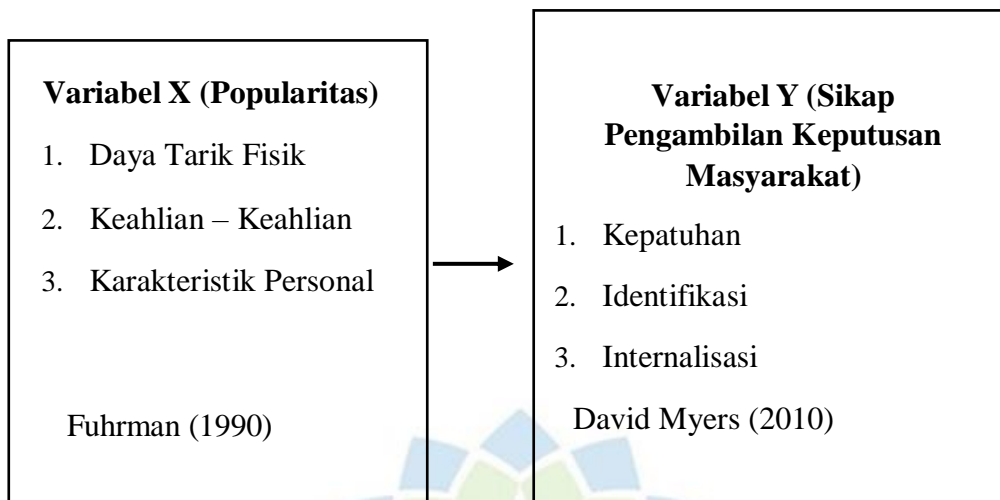 Variabel X (Popularitas)
1. Daya Tarik Fisik
2. Keahlian – Keahlian
3. Karakteristik Personal
Fuhrman (1990)
Variabel Y (Sikap
Pengambilan Keputusan
Masyarakat)
1. Kepatuhan
2. Identifikasi
3. Internalisasi
David Myers (2010)